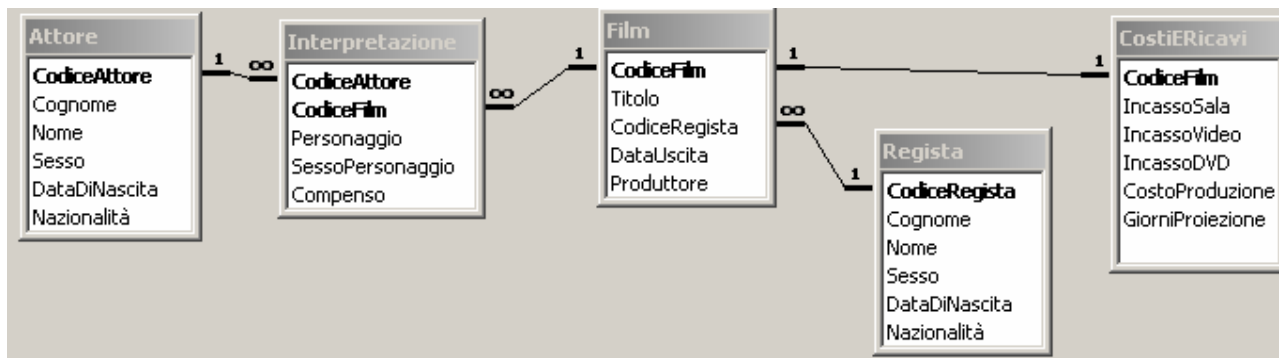 Attore
CodiceAttore
Cognome
Nome
Sesso
DataDiNascita
Nazionalità
1
∞
Interpretazione
CodiceAttore
CodiceFilm
Personaggio
SessoPersonaggio
Compenso
∞
1
Film
CodiceFilm
Titolo
CodiceRegista
DataUscita
Produttore
1
∞
1
Regista
CodiceRegista
Cognome
Nome
Sesso
DataDiNascita
Nazionalità
1
CostiERicavi
CodiceFilm
IncassoSala
IncassoVideo
IncassoDVD
CostoProduzione
GiorniProiezione